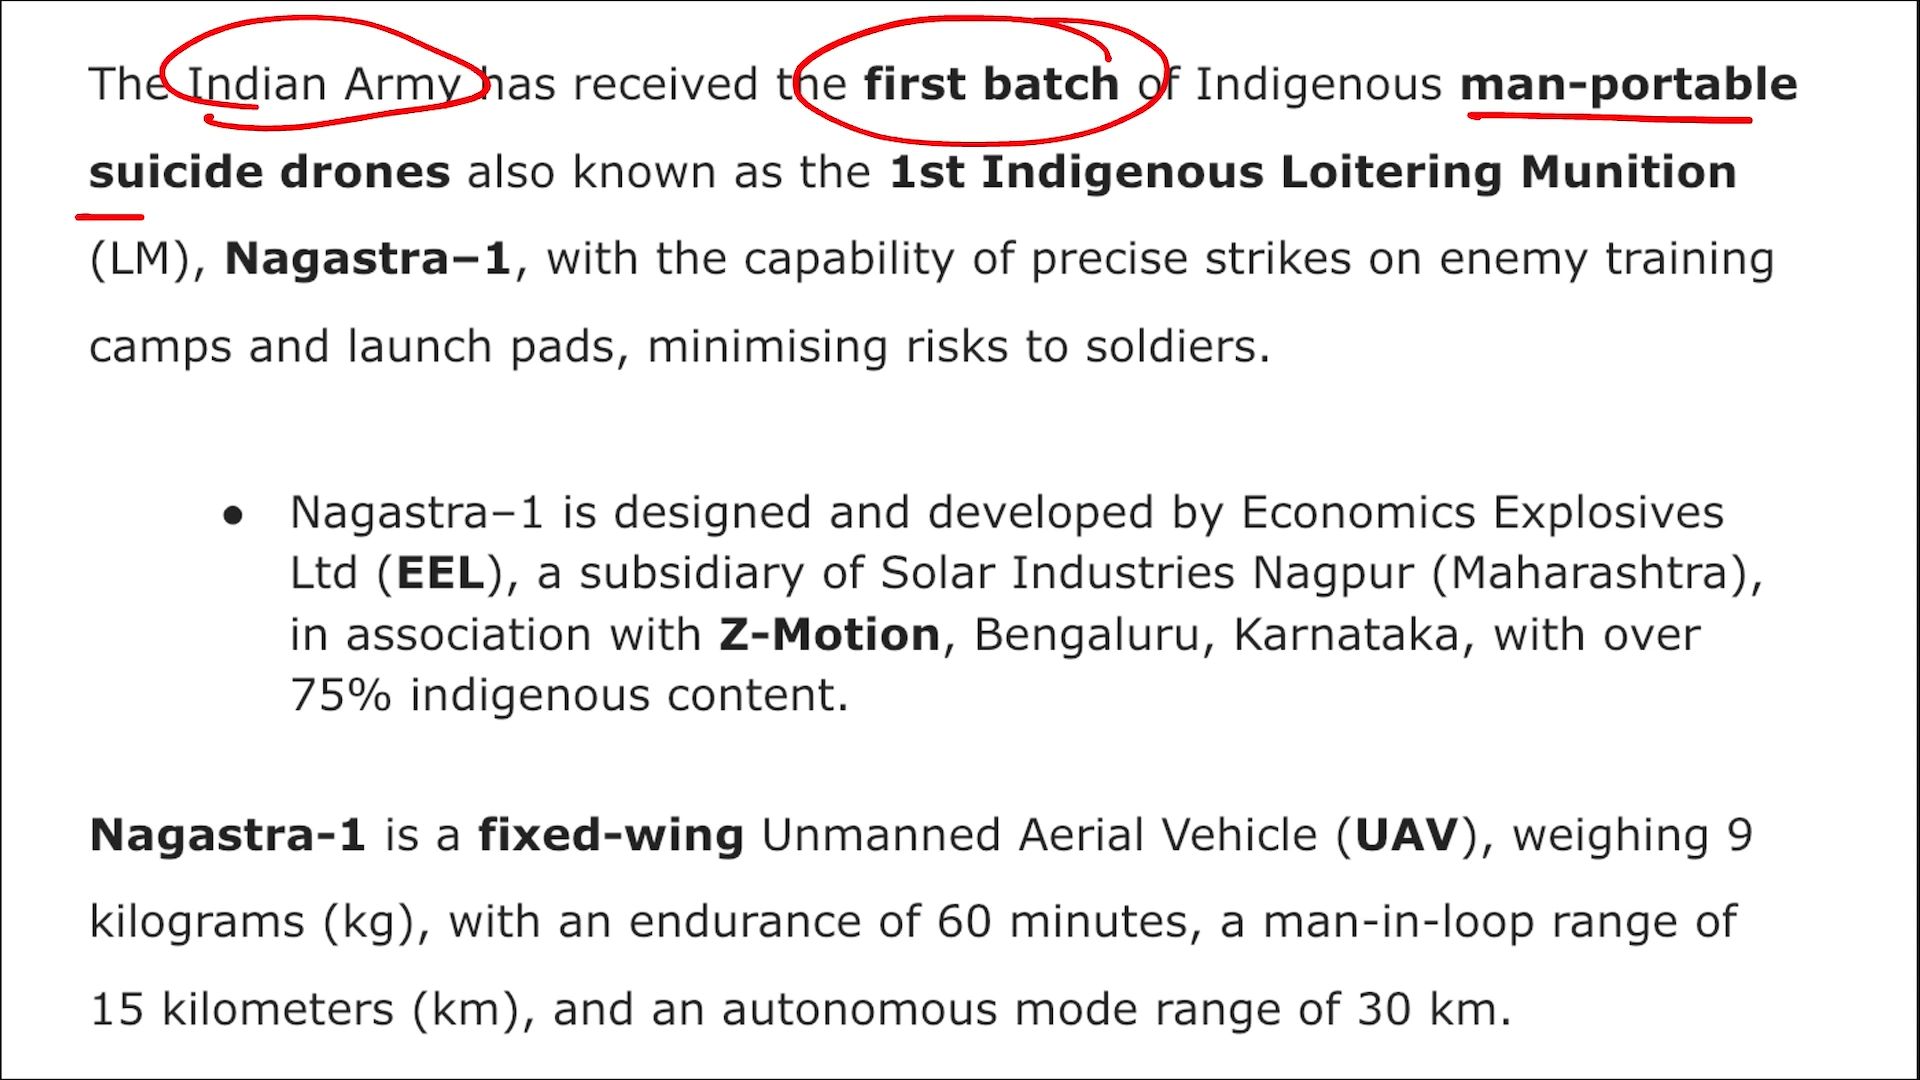 The Indian Army has received the first batch of Indigenous man-portable
suicide drones also known as the 1st Indigenous Loitering Munition
(LM), Nagastra–1, with the capability of precise strikes on enemy training
camps and launch pads, minimising risks to soldiers.
● Nagastra–1 is designed and developed by Economics Explosives
Ltd (EEL), a subsidiary of Solar Industries Nagpur (Maharashtra),
in association with Z-Motion, Bengaluru, Karnataka, with over
75% indigenous content.
Nagastra-1 is a fixed-wing Unmanned Aerial Vehicle (UAV), weighing 9
kilograms (kg), with an endurance of 60 minutes, a man-in-loop range of
15 kilometers (km), and an autonomous mode range of 30 km.